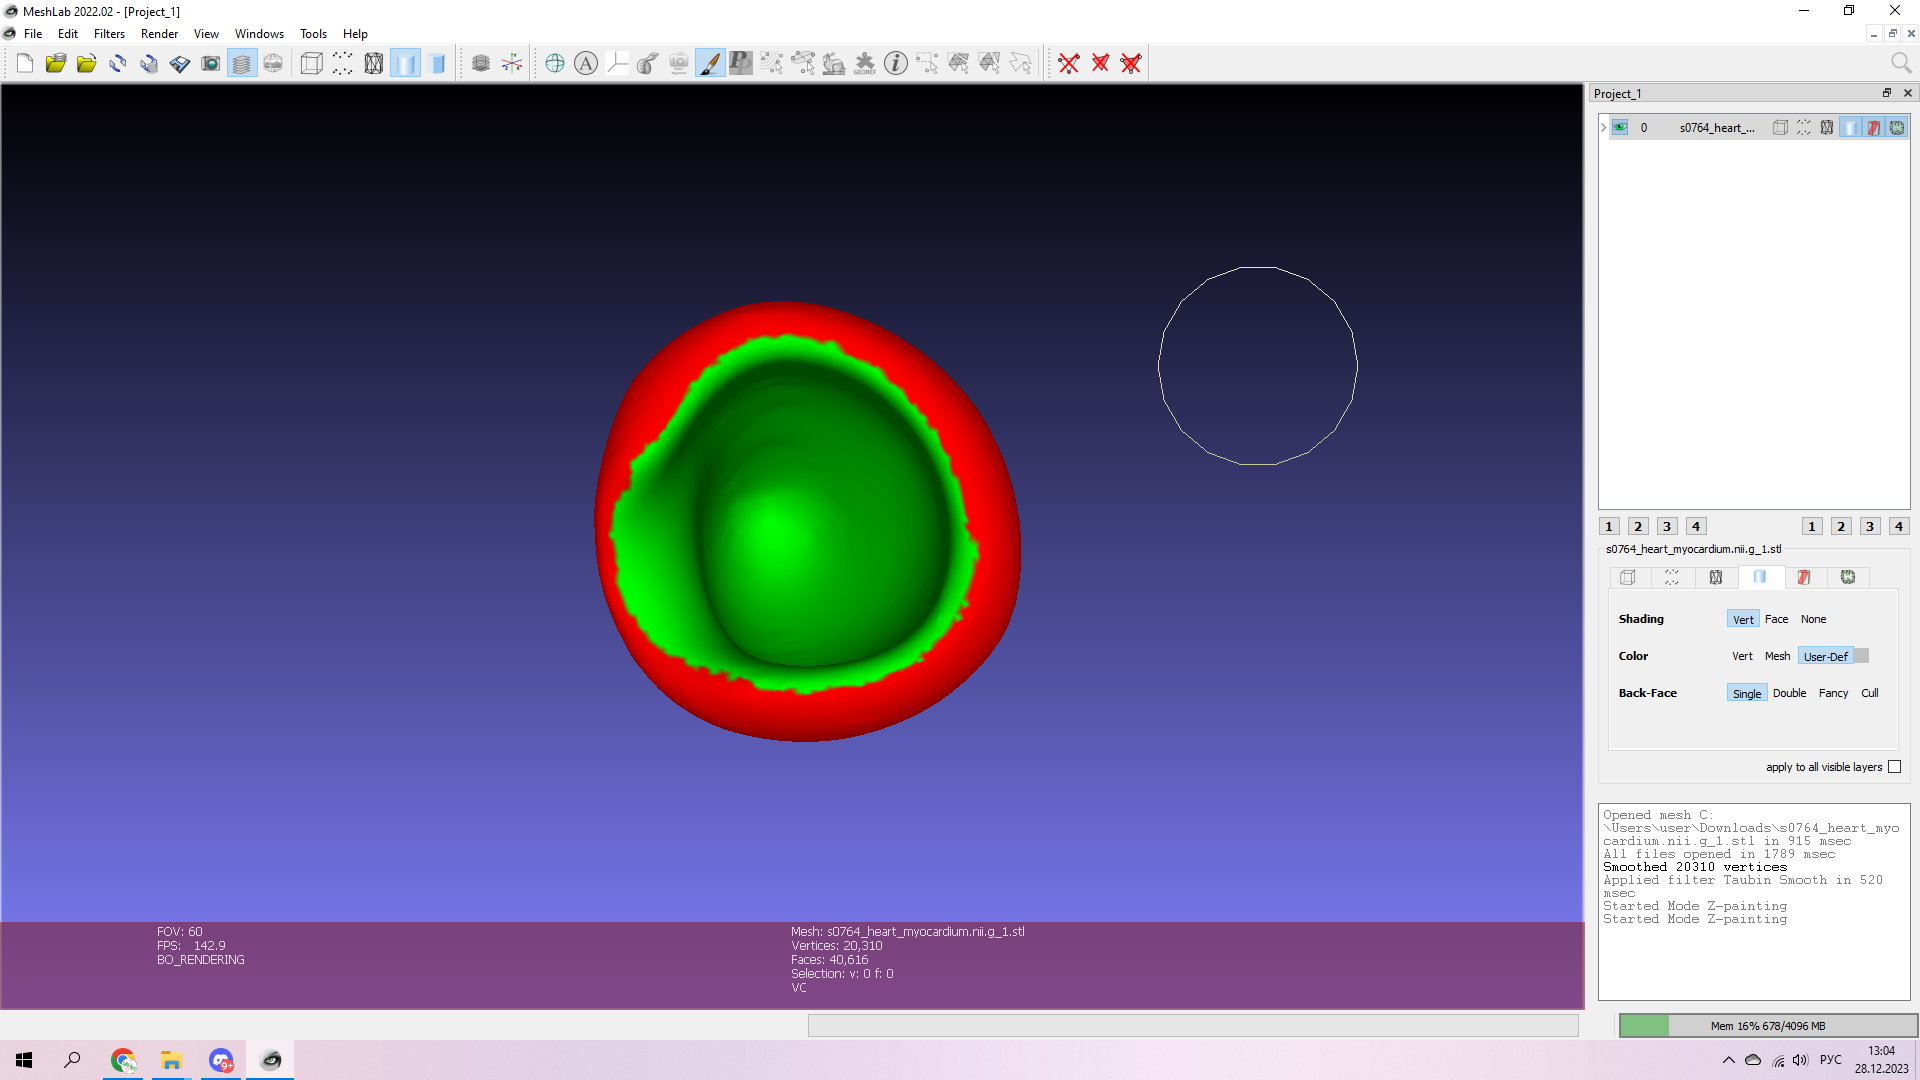 MeshLab 2022.02 - [Project_1]
File Edit Filters Render View Windows Tools Help
A
GEOREF
Project_1
0 s0764_heart_...
1 2 3 4 1 2 3 4
s0764_heart_myocardium.nii.g_1.stl
Shading Vert Face None
Color Vert Mesh User-Def
Back-Face Single Double Fancy Cull
apply to all visible layers
Opened mesh C:
\Users\user\Downloads\s0764_heart_myo
cardium.nii.g_1.stl in 915 msec
All files opened in 1789 msec
Smoothed 20310 vertices
Applied filter Taubin Smooth in 520
msec
Started Mode Z-painting
Started Mode Z-painting
FOV: 60
FPS: 142.9
BO_RENDERING
Mesh: s0764_heart_myocardium.nii.g_1.stl
Vertices: 20,310
Faces: 40,616
Selection: v: 0 f: 0
VC
Mem 16% 678/4096 MB
9+
РУС
13:04
28.12.2023